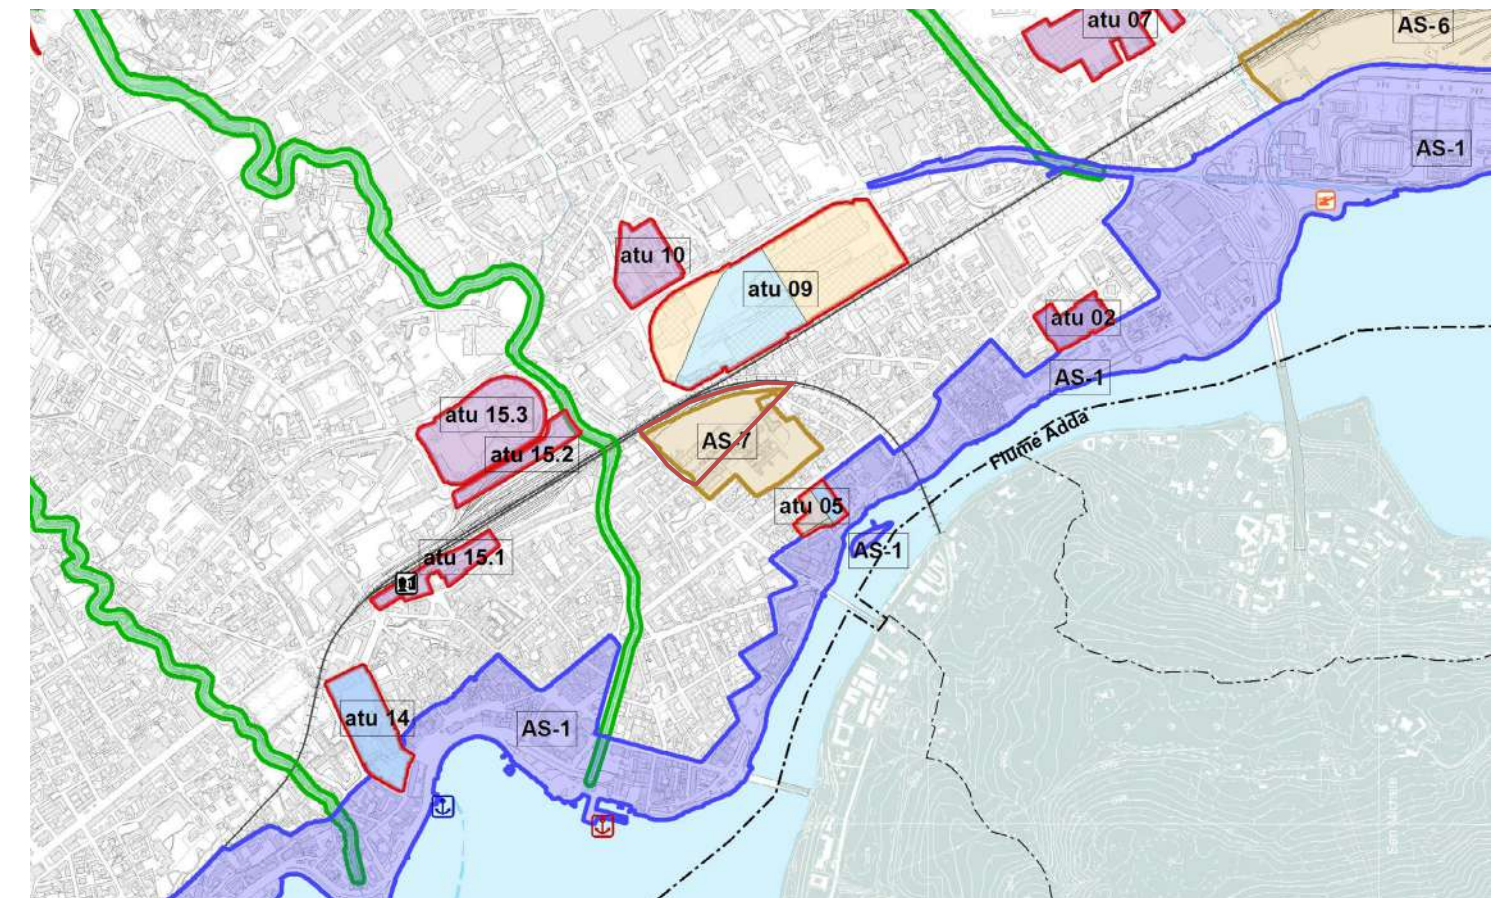 atu 07
AS-6
AS-1
atu 10
atu 09
atu 02
AS-1
atu 15.3
AS-7
atu 15.2
Fiume Adda
atu 05
AS-1
atu 15.1
atu 14
AS-1